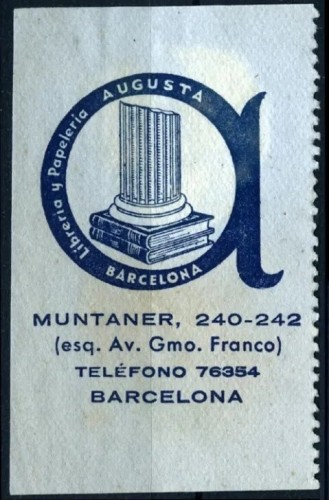 Librería y Papelería AUGUSTA
BARCELONA
MUNTANER, 240-242
(esq. Av. Gmo. Franco)
TELÉFONO 76354
BARCELONA